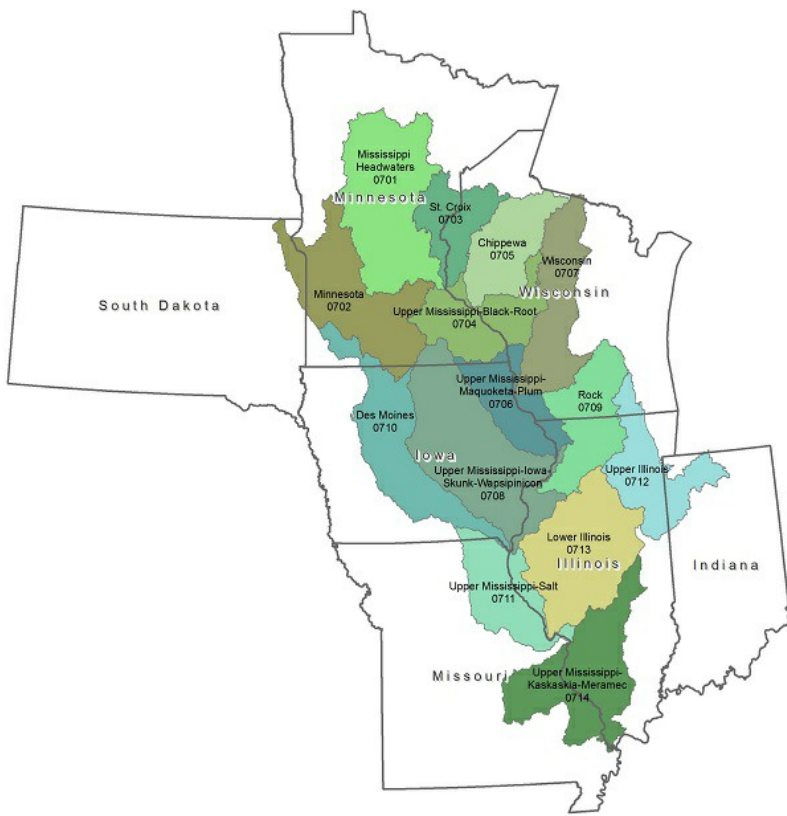 Mississippi
Headwaters
0701
Minnesota
St. Croix
0703
Chippewa
0705
Wisconsin
0707
Wisconsin
South Dakota
Minnesota
0702
Upper Mississippi-Black-Root
0704
Upper Mississippi-
Maquoketa-Plum
0706
Rock
0709
Des Moines
0710
Iowa
Upper Mississippi-Iowa-
Skunk-Wapsipinicon
0708
Upper Illinois
0712
Lower Illinois
0713
Illinois
Indiana
Upper Mississippi-Salt
0711
Missouri
Upper Mississippi-
Kaskaskia-Meramec
0714